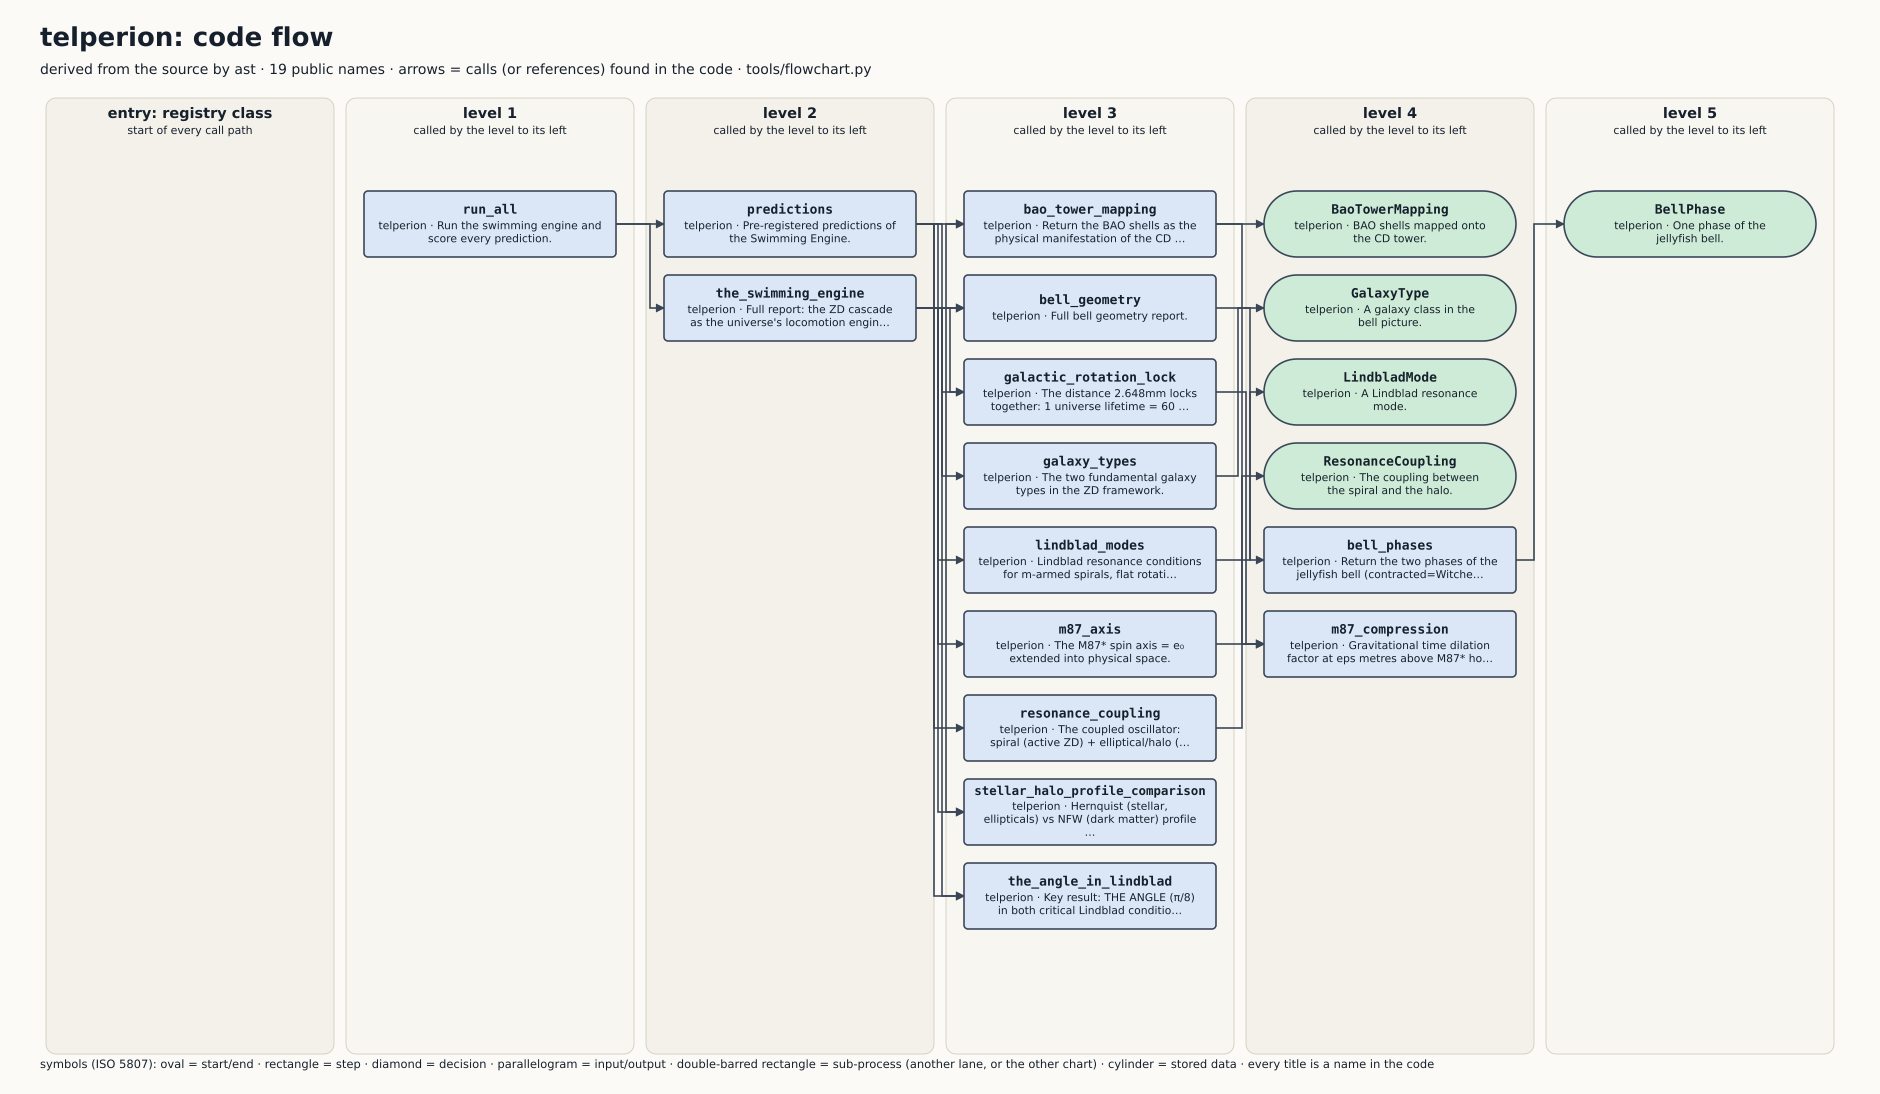 telperion: code flow
derived from the source by ast · 19 public names · arrows = calls (or references) found in the code · tools/flowchart.py
entry: registry class
start of every call path
level 1
called by the level to its left
level 2
called by the level to its left
level 3
called by the level to its left
level 4
called by the level to its left
level 5
called by the level to its left
run_all
telperion · Run the swimming engine and
score every prediction.
predictions
telperion · Pre-registered predictions of
the Swimming Engine.
the_swimming_engine
telperion · Full report: the ZD cascade
as the universe's locomotion engin...
bao_tower_mapping
telperion · Return the BAO shells as the
physical manifestation of the CD ...
bell_geometry
telperion · Full bell geometry report.
galactic_rotation_lock
telperion · The distance 2.648mm locks
together: 1 universe lifetime = 60 ...
galaxy_types
telperion · The two fundamental galaxy
types in the ZD framework.
lindblad_modes
telperion · Lindblad resonance conditions
for m-armed spirals, flat rotati...
m87_axis
telperion · The M87* spin axis = e₀
extended into physical space.
resonance_coupling
telperion · The coupled oscillator:
spiral (active ZD) + elliptical/halo (...
stellar_halo_profile_comparison
telperion · Hernquist (stellar,
ellipticals) vs NFW (dark matter) profile
...
the_angle_in_lindblad
telperion · Key result: THE ANGLE (π/8)
in both critical Lindblad conditio...
BaoTowerMapping
telperion · BAO shells mapped onto
the CD tower.
GalaxyType
telperion · A galaxy class in the
bell picture.
LindbladMode
telperion · A Lindblad resonance
mode.
ResonanceCoupling
telperion · The coupling between
the spiral and the halo.
bell_phases
telperion · Return the two phases of the
jellyfish bell (contracted=Witche...
m87_compression
telperion · Gravitational time dilation
factor at eps metres above M87* ho...
BellPhase
telperion · One phase of the
jellyfish bell.
symbols (ISO 5807): oval = start/end · rectangle = step · diamond = decision · parallelogram = input/output · double-barred rectangle = sub-process (another lane, or the other chart) · cylinder = stored data · every title is a name in the code